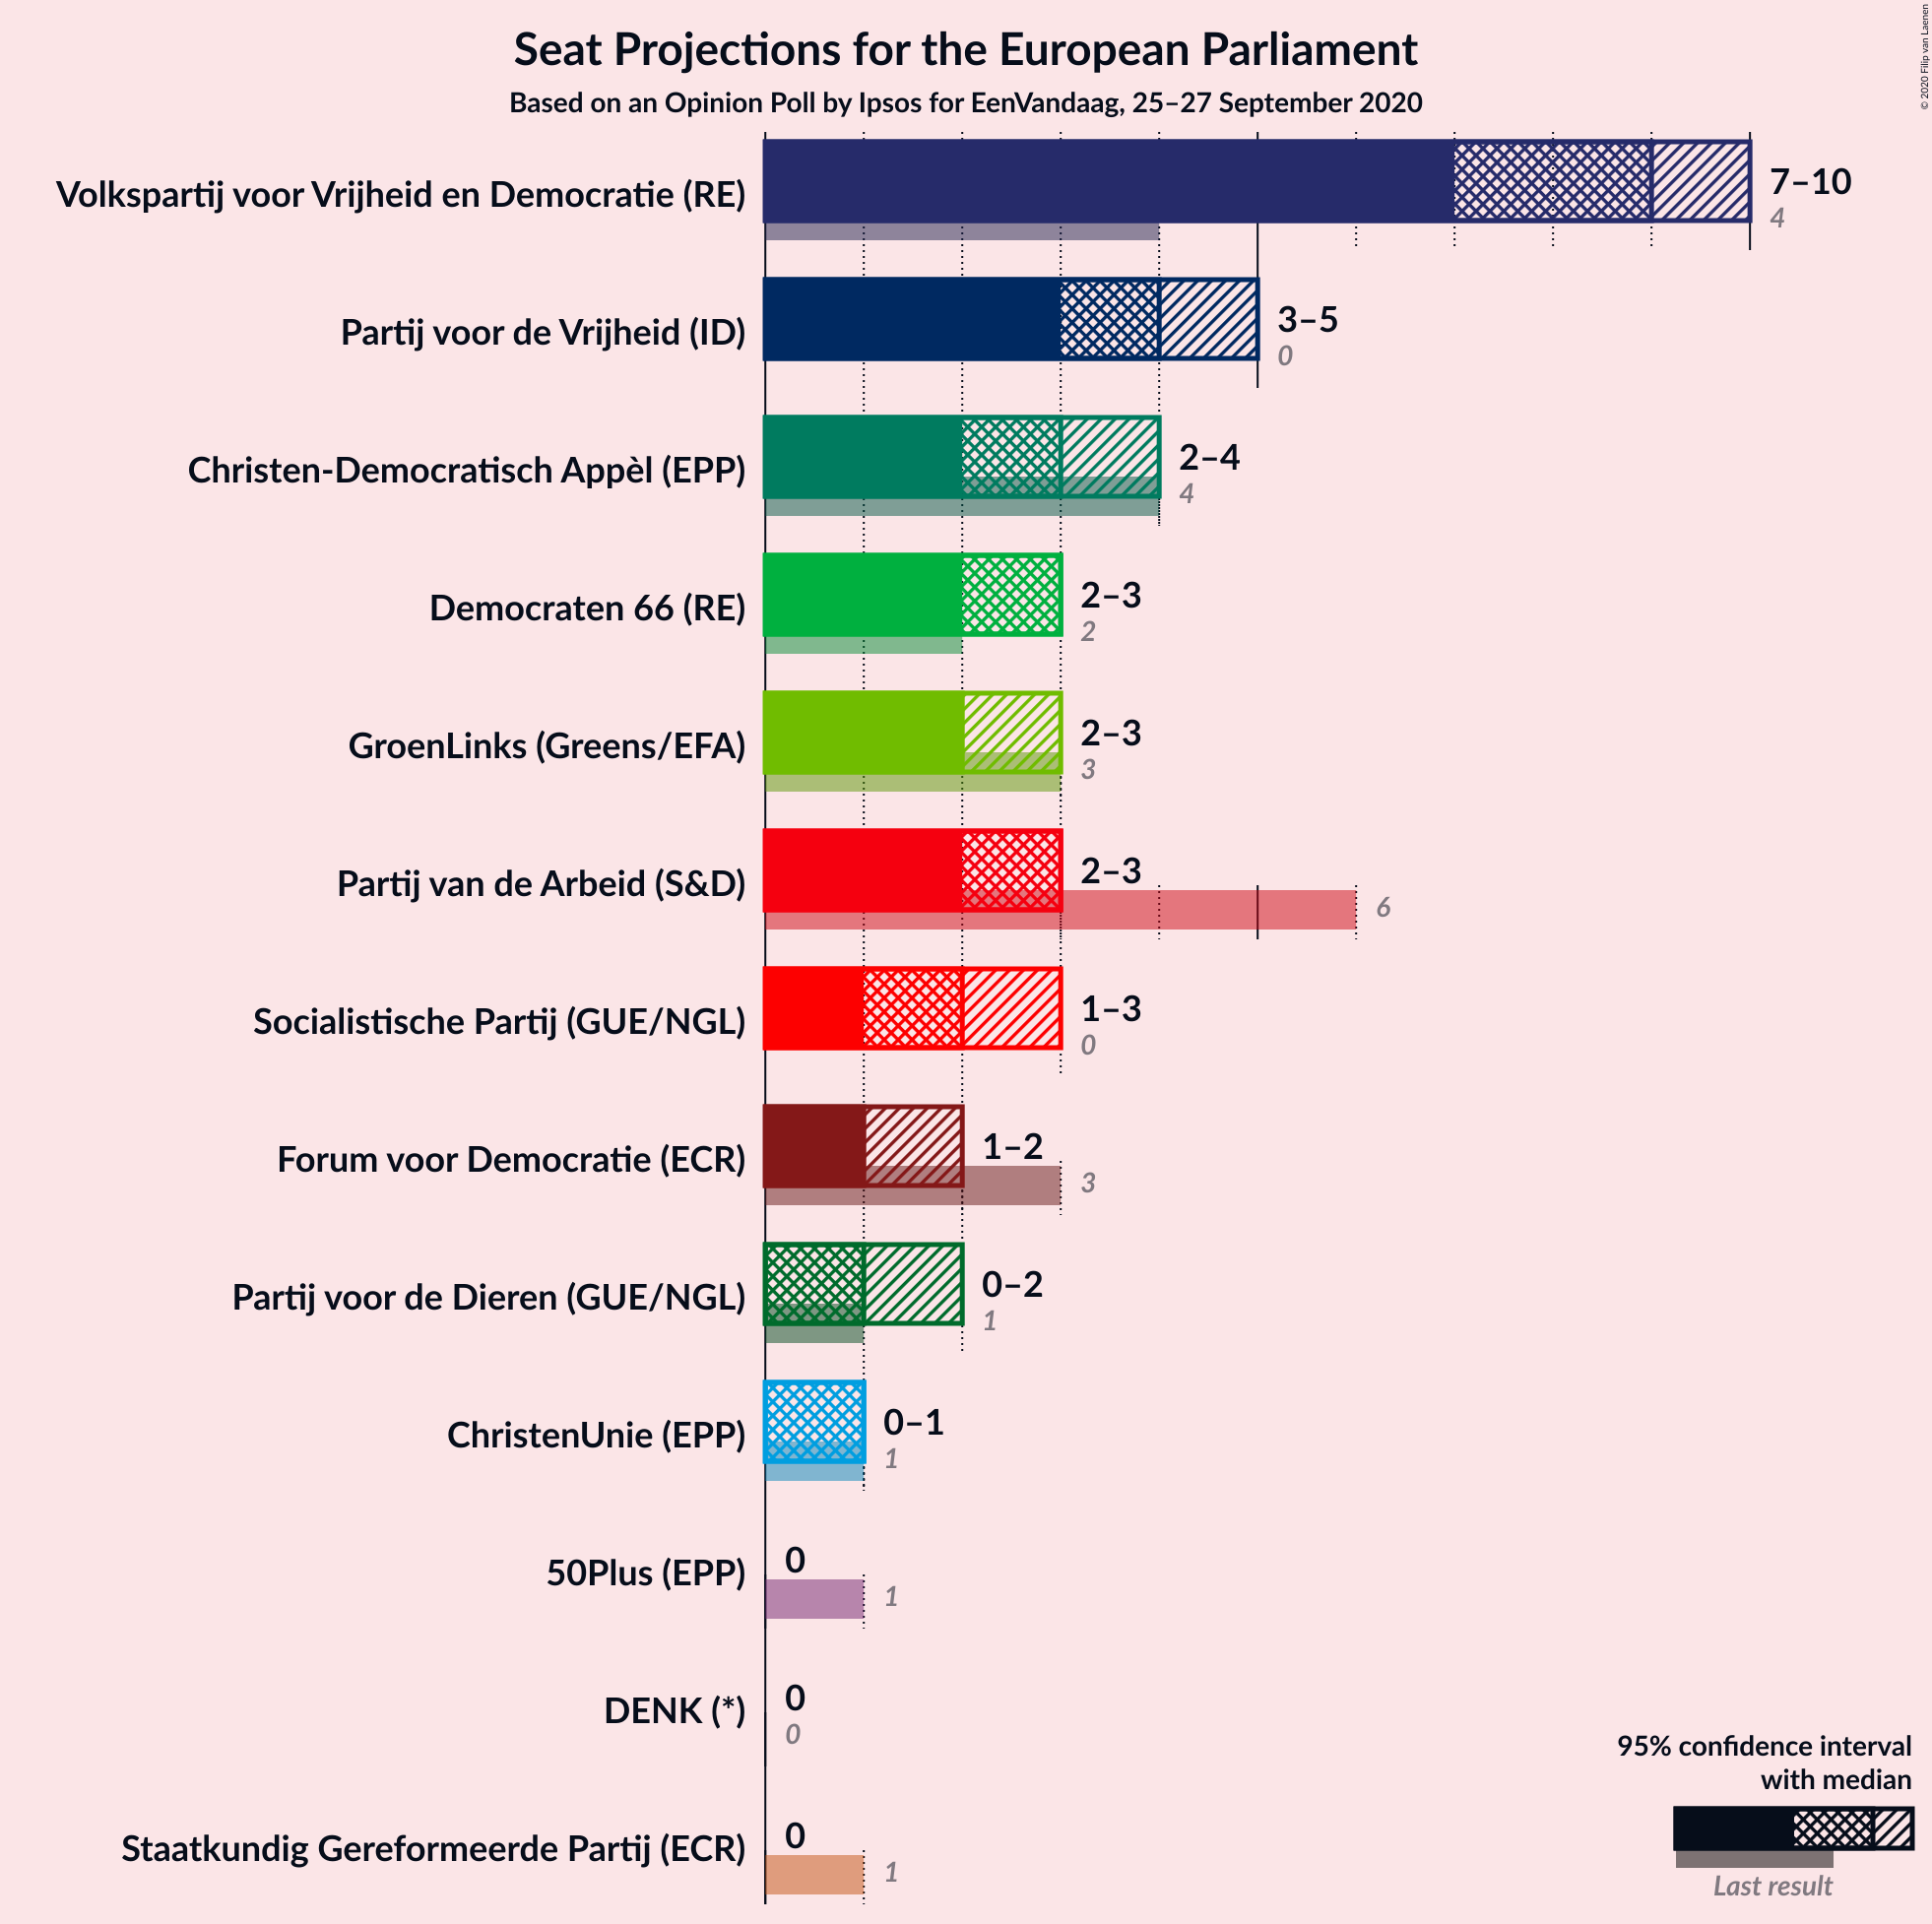 Seat Projections for the European Parliament
Based on an Opinion Poll by Ipsos for EenVandaag, 25–27 September 2020
© 2020 Filip van Laenen
Volkspartij voor Vrijheid en Democratie (RE)
7–10
4
Partij voor de Vrijheid (ID)
3–5
0
Christen-Democratisch Appèl (EPP)
2–4
4
Democraten 66 (RE)
2–3
2
GroenLinks (Greens/EFA)
2–3
3
Partij van de Arbeid (S&D)
2–3
6
Socialistische Partij (GUE/NGL)
1–3
0
Forum voor Democratie (ECR)
1–2
3
Partij voor de Dieren (GUE/NGL)
0–2
1
ChristenUnie (EPP)
0–1
1
50Plus (EPP)
0
1
DENK (*)
0
0
Staatkundig Gereformeerde Partij (ECR)
0
1
95% confidence interval
with median
Last result